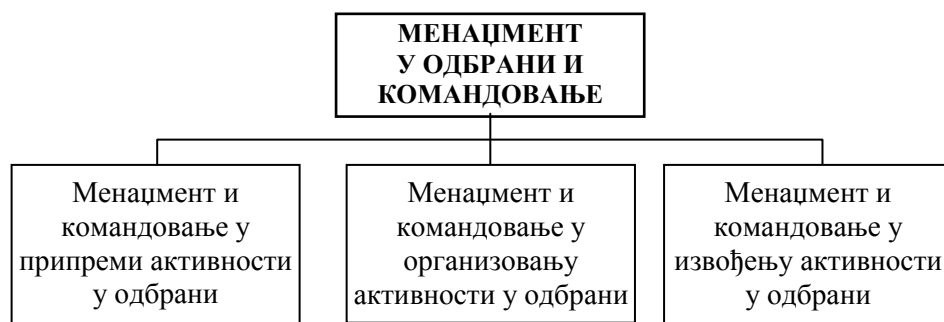 МЕНАЏМЕНТ
У ОДБРАНИ И
КОМАНДОВАЊЕ
Менаџмент и
командовање у
припреми активности
у одбрани
Менаџмент и
командовање у
организовању
активности у одбрани
Менаџмент и
командовање у
извођењу активности
у одбрани